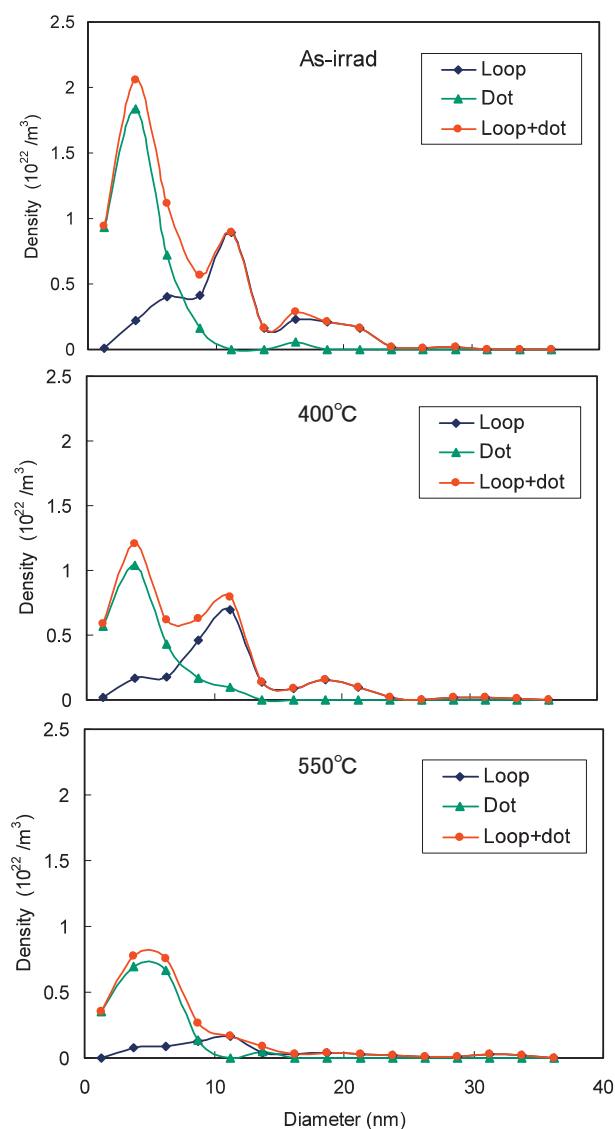 As-irrad
Loop
Dot
Loop+dot
Density (10²² /m³)
2.5
2
1.5
1
0.5
0
400℃
Loop
Dot
Loop+dot
Density (10²² /m³)
2.5
2
1.5
1
0.5
0
550℃
Loop
Dot
Loop+dot
Density (10²² /m³)
2.5
2
1.5
1
0.5
0
0 10 20 30 40
Diameter (nm)